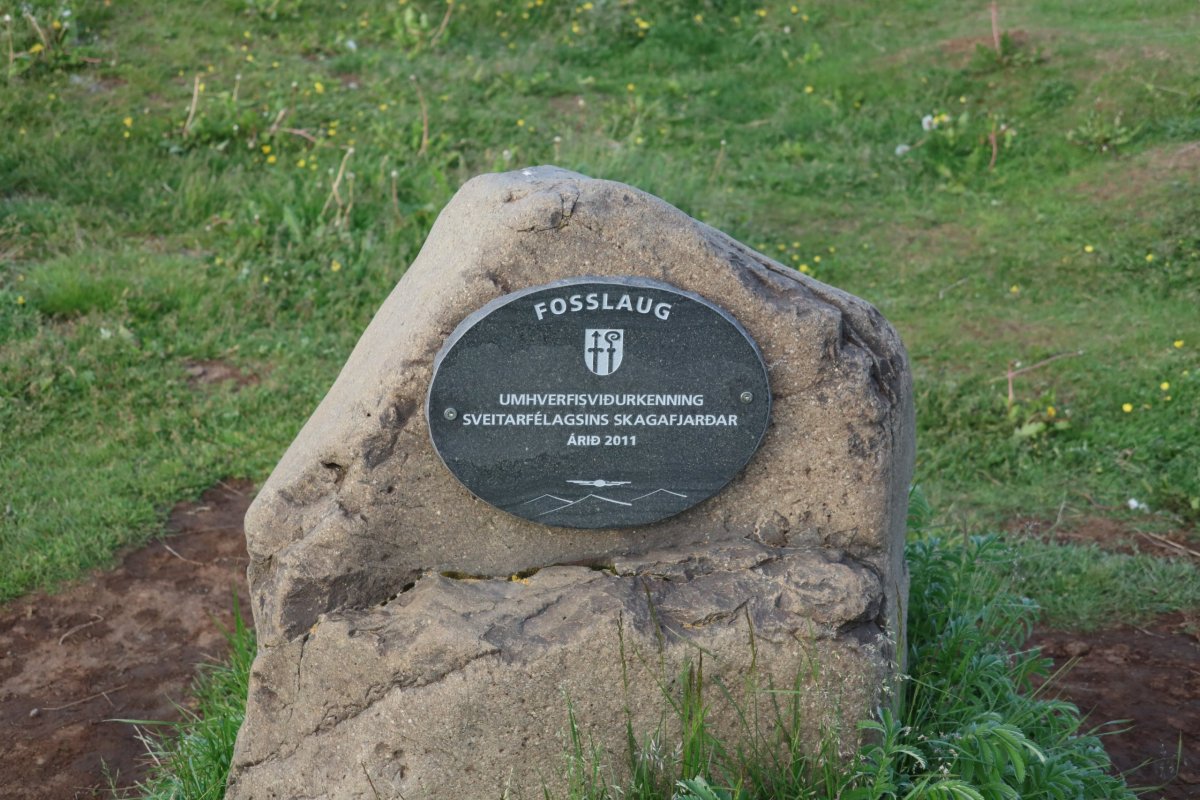 FOSSLAUG
UMHVERFISVIÐURKENNING
SVEITARFÉLAGSINS SKAGAFJARÐAR
ÁRIÐ 2011